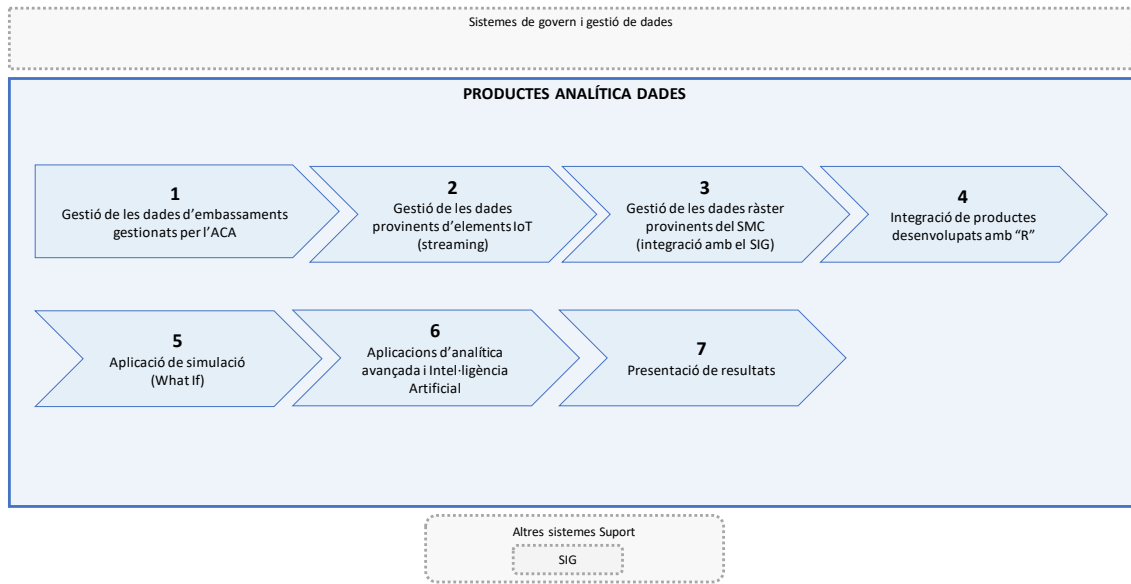 Sistemes de govern i gestió de dades
PRODUCTES ANALÍTICA DADES
1
Gestió de les dades d’embassaments
gestionats per l’ACA
2
Gestió de les dades
provinents d’elements IoT
(streaming)
3
Gestió de les dades ràster
provinents del SMC
(integració amb el SIG)
4
Integració de productes
desenvolupats amb “R”
5
Aplicació de simulació
(What If)
6
Aplicacions d’analítica
avançada i Intel·ligència
Artificial
7
Presentació de resultats
Altres sistemes Suport
SIG